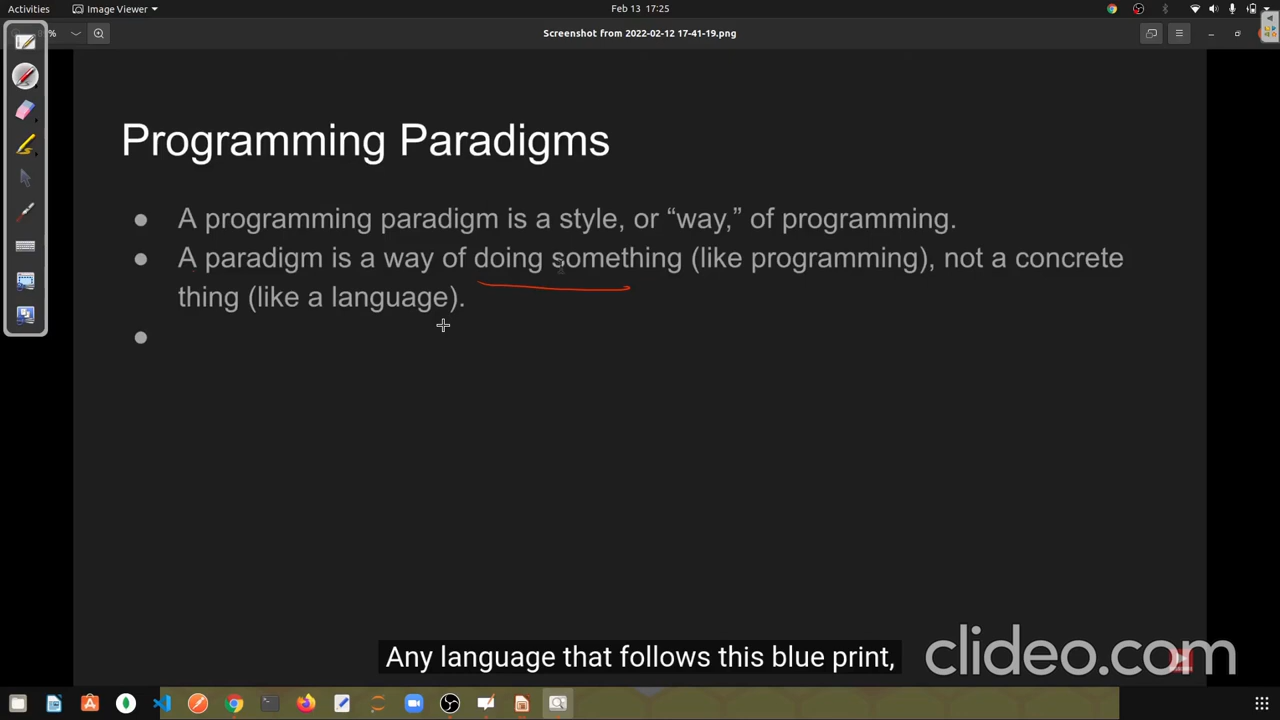 Activities
Image Viewer
Feb 13 17:25
Screenshot from 2022-02-12 17-41-19.png
Programming Paradigms
● A programming paradigm is a style, or “way,” of programming.
● A paradigm is a way of doing something (like programming), not a concrete
thing (like a language).
●
Any language that follows this blue print,
clideo.com